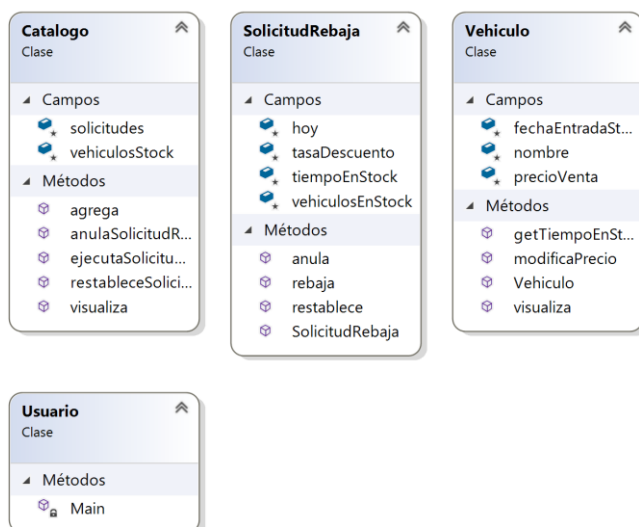 Catalogo
Clase
Campos
solicitudes
vehiculosStock
Métodos
agrega
anulaSolicitudR...
ejecutaSolicitu...
restableceSolici...
visualiza
SolicitudRebaja
Clase
Campos
hoy
tasaDescuento
tiempoEnStock
vehiculosEnStock
Métodos
anula
rebaja
restablece
SolicitudRebaja
Vehiculo
Clase
Campos
fechaEntradaSt...
nombre
precioVenta
Métodos
getTiempoEnSt...
modificaPrecio
Vehiculo
visualiza
Usuario
Clase
Métodos
Main